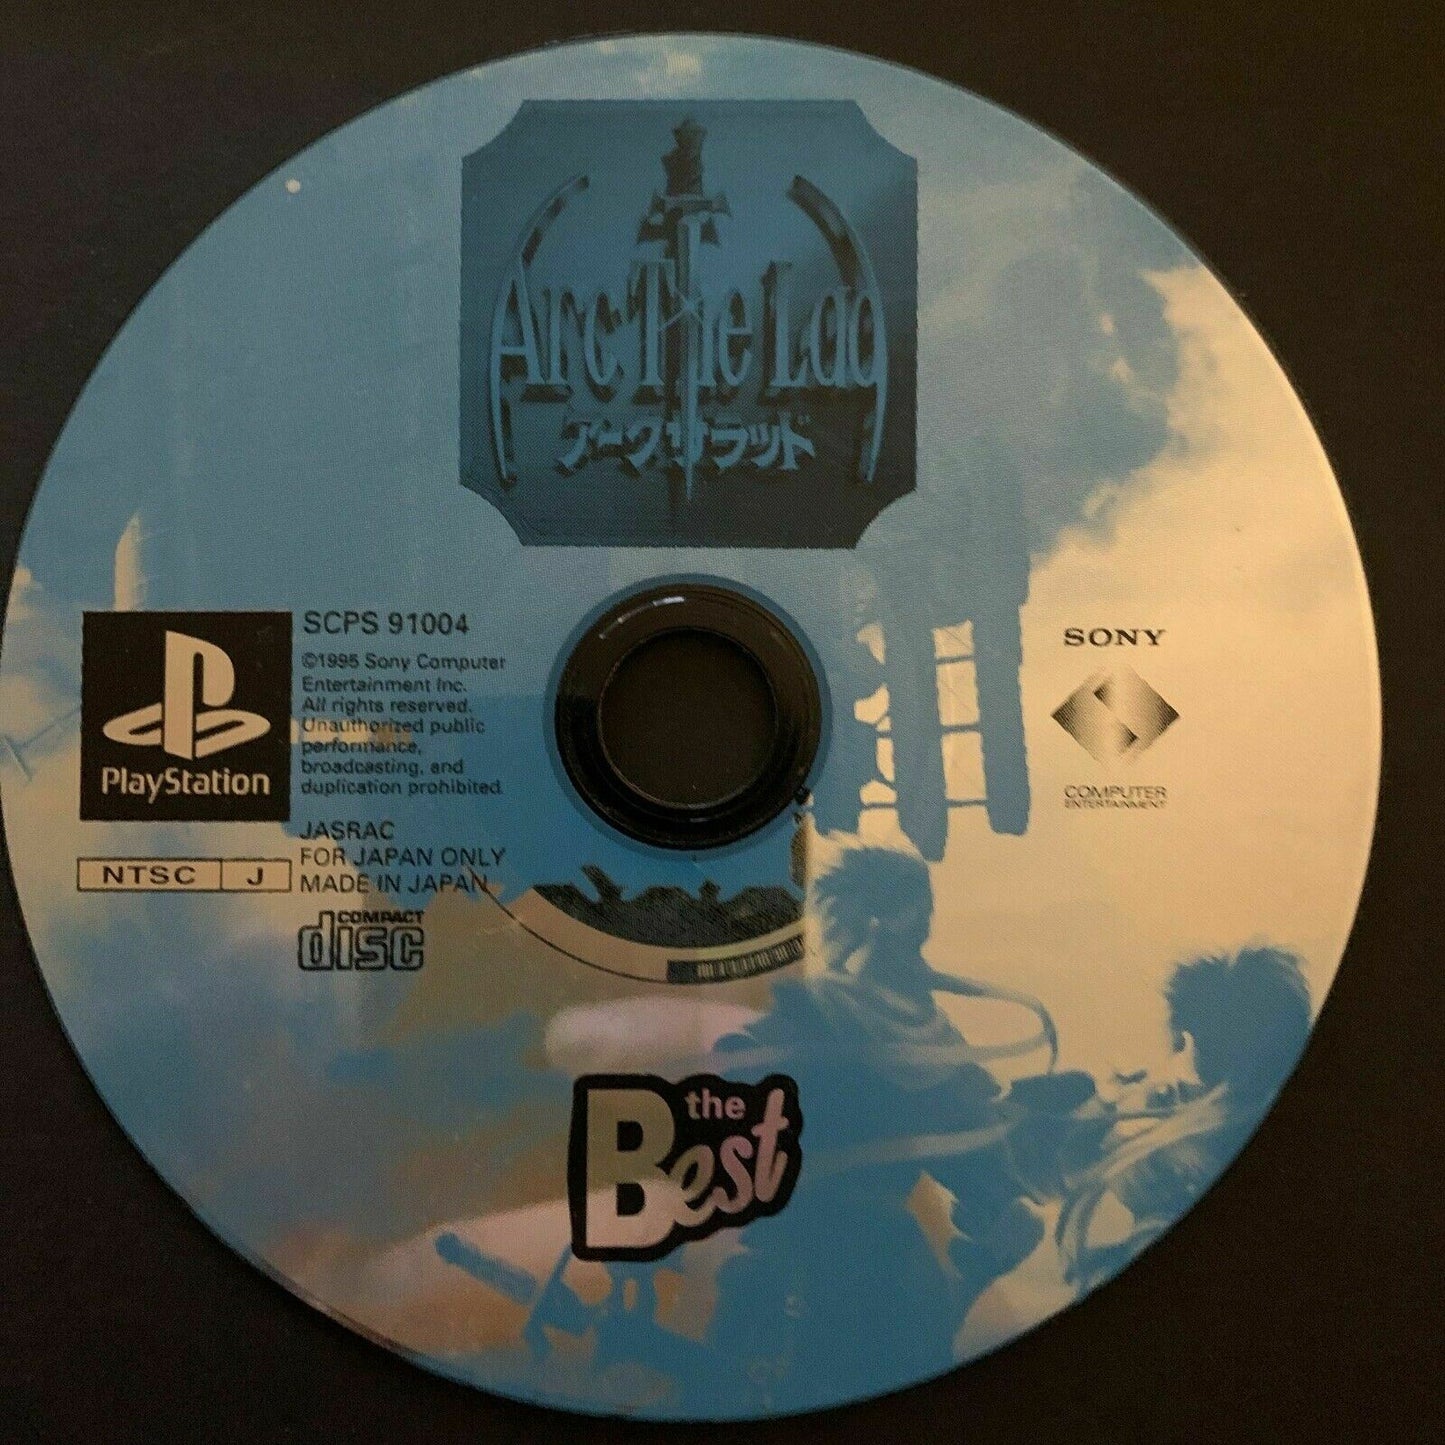 Arc The Lad
アークザラッド
PlayStation
NTSC J
SCPS 91004
©1995 Sony Computer
Entertainment Inc.
All rights reserved.
Unauthorized public
performance,
broadcasting, and
duplication prohibited.
JASRAC
FOR JAPAN ONLY
MADE IN JAPAN
COMPACT
disc
SONY
COMPUTER
ENTERTAINMENT
the
Best